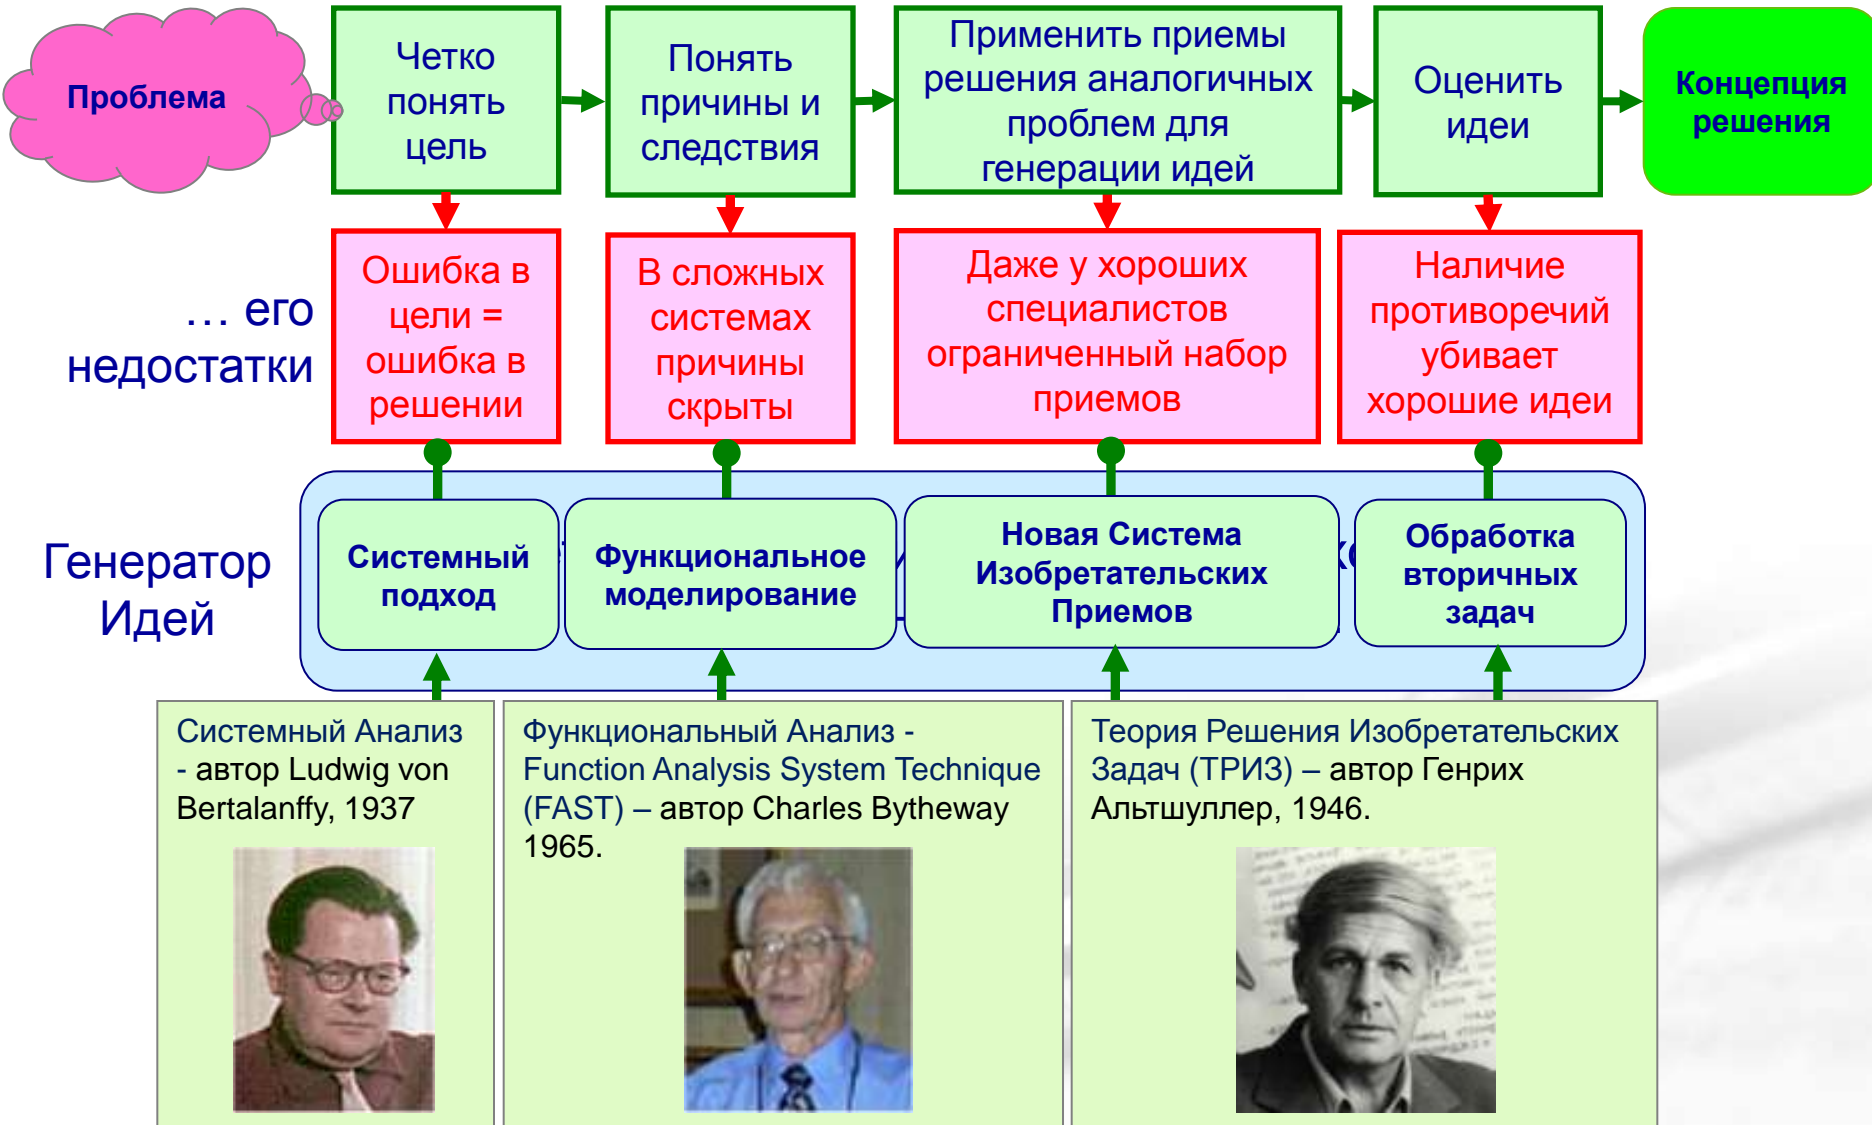 Проблема
Четко
понять
цель
Понять
причины и
следствия
Применить приемы
решения аналогичных
проблем для
генерации идей
Оценить
идеи
Концепция
решения
… его
недостатки
Ошибка в
цели =
ошибка в
решении
В сложных
системах
причины
скрыты
Даже у хороших
специалистов
ограниченный набор
приемов
Наличие
противоречий
убивает
хорошие идеи
Генератор
Идей
Системный
подход
Функциональное
моделирование
Новая Система
Изобретательских
Приемов
Обработка
вторичных
задач
Системный Анализ
- автор Ludwig von
Bertalanffy, 1937
Функциональный Анализ -
Function Analysis System Technique
(FAST) – автор Charles Bytheway
1965.
Теория Решения Изобретательских
Задач (ТРИЗ) – автор Генрих
Альтшуллер, 1946.